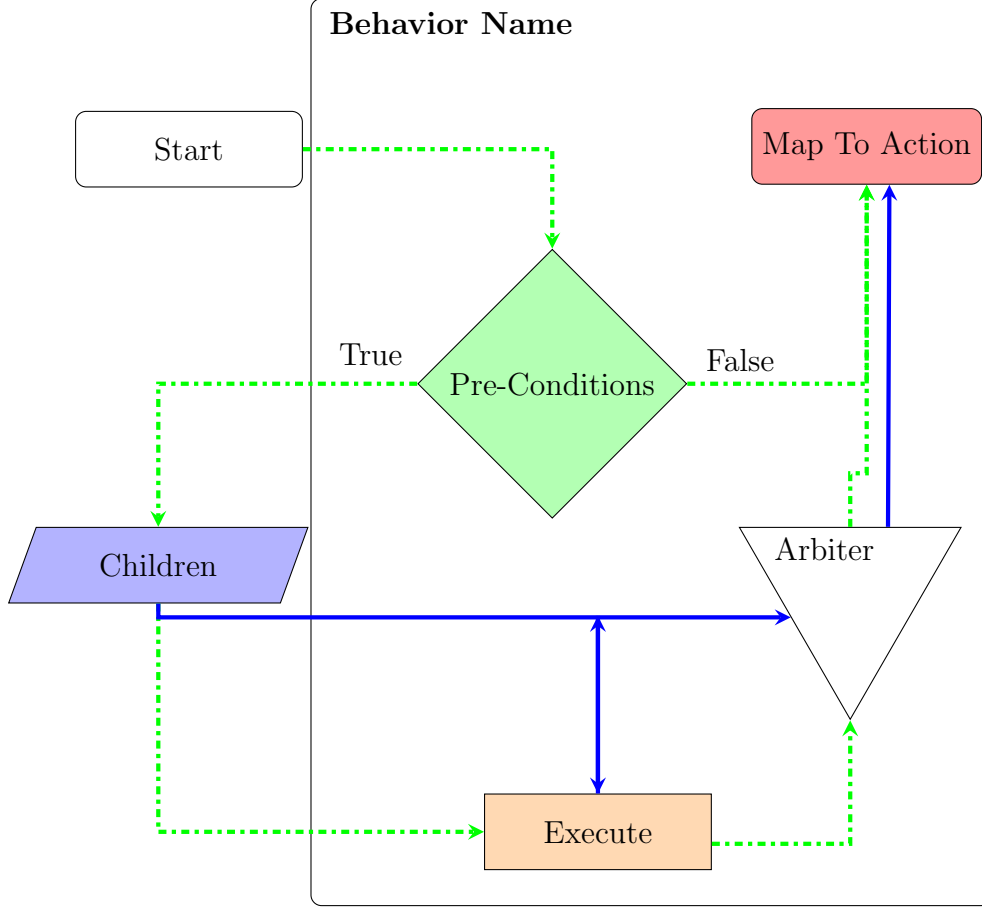 Behavior Name
Start
Map To Action
True
False
Pre-Conditions
Arbiter
Children
Execute